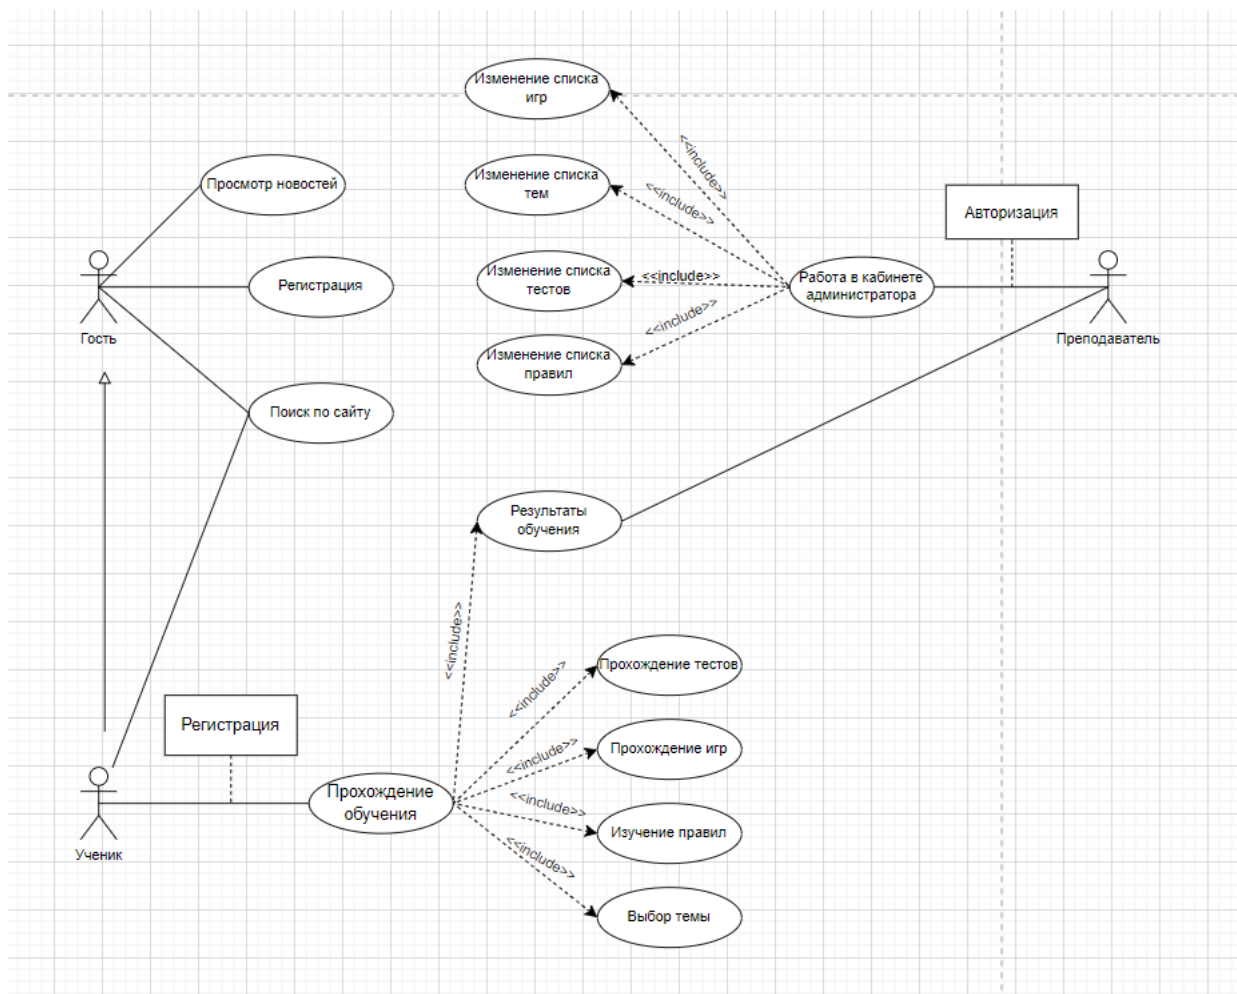 Изменение списка
игр
<<include>>
Просмотр новостей
Изменение списка
тем
<<include>>
Авторизация
Регистрация
Изменение списка
тестов
<<include>>
Работа в кабинете
администратора
Гость
Преподаватель
<<include>>
Изменение списка
правил
Поиск по сайту
Результаты
обучения
<<include>>
Прохождение тестов
<<include>>
Регистрация
Прохождение игр
<<include>>
Прохождение
обучения
<<include>>
Изучение правил
Ученик
<<include>>
Выбор темы